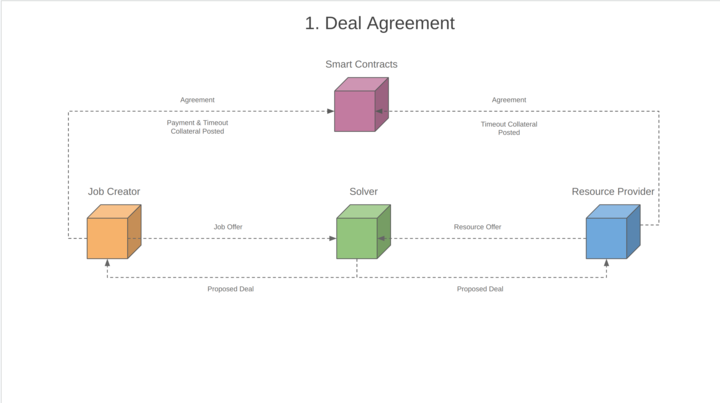 1. Deal Agreement
Smart Contracts
Agreement
Agreement
Payment & Timeout
Collateral Posted
Timeout Collateral
Posted
Job Creator
Solver
Resource Provider
Job Offer
Resource Offer
Proposed Deal
Proposed Deal